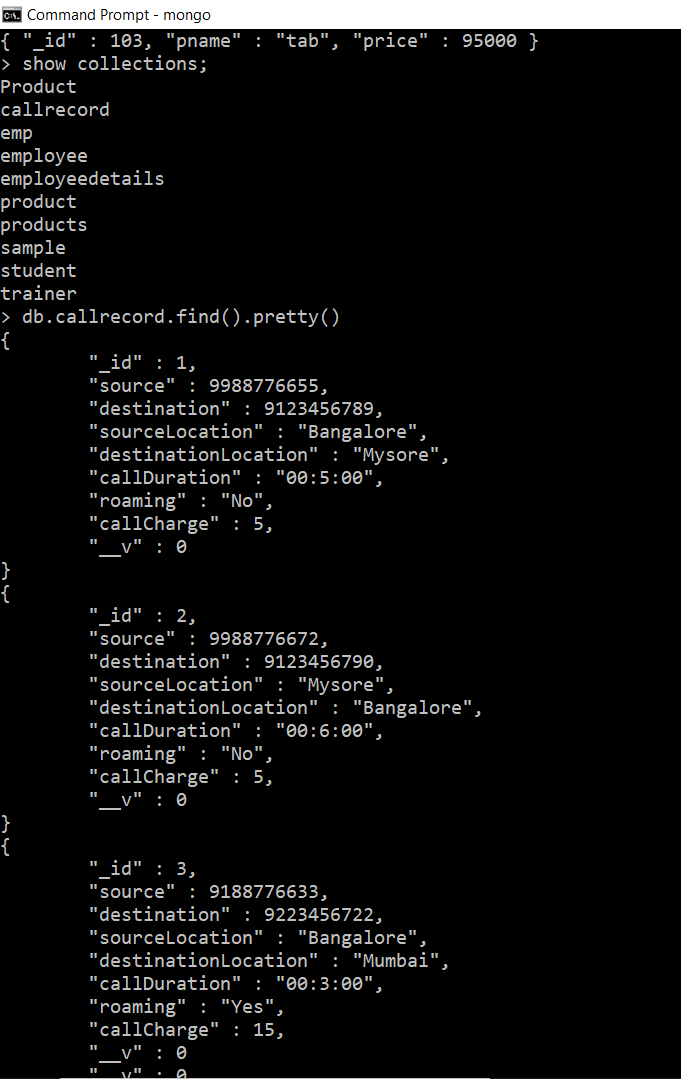 Command Prompt - mongo
{ "_id" : 103, "pname" : "tab", "price" : 95000 }
> show collections;
Product
callrecord
emp
employee
employeedetails
product
products
sample
student
trainer
> db.callrecord.find().pretty()
{
        "_id" : 1,
        "source" : 9988776655,
        "destination" : 9123456789,
        "sourceLocation" : "Bangalore",
        "destinationLocation" : "Mysore",
        "callDuration" : "00:5:00",
        "roaming" : "No",
        "callCharge" : 5,
        "__v" : 0
}
{
        "_id" : 2,
        "source" : 9988776672,
        "destination" : 9123456790,
        "sourceLocation" : "Mysore",
        "destinationLocation" : "Bangalore",
        "callDuration" : "00:6:00",
        "roaming" : "No",
        "callCharge" : 5,
        "__v" : 0
}
{
        "_id" : 3,
        "source" : 9188776633,
        "destination" : 9223456722,
        "sourceLocation" : "Bangalore",
        "destinationLocation" : "Mumbai",
        "callDuration" : "00:3:00",
        "roaming" : "Yes",
        "callCharge" : 15,
        "__v" : 0
        "__v" : 0